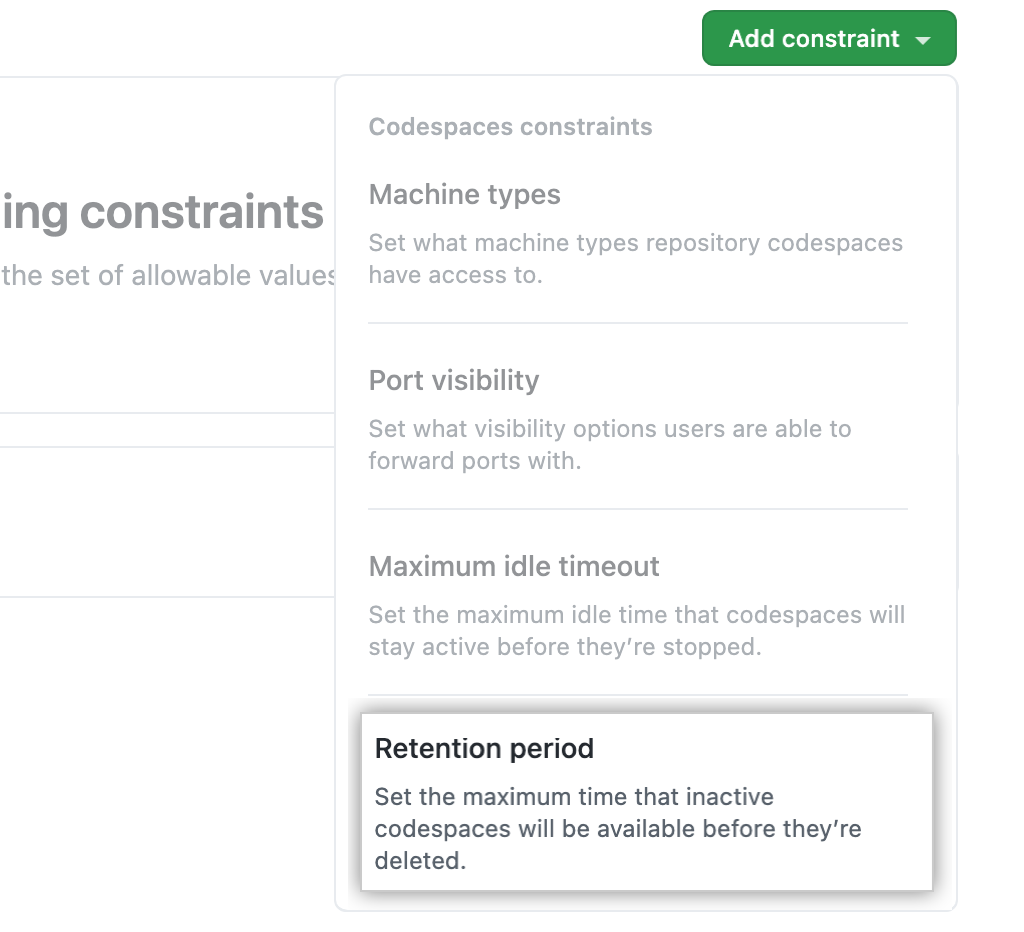 Add constraint
Codespaces constraints
Machine types
Set what machine types repository codespaces
have access to.
ing constraints
the set of allowable values
Port visibility
Set what visibility options users are able to
forward ports with.
Maximum idle timeout
Set the maximum idle time that codespaces will
stay active before they’re stopped.
Retention period
Set the maximum time that inactive
codespaces will be available before they’re
deleted.